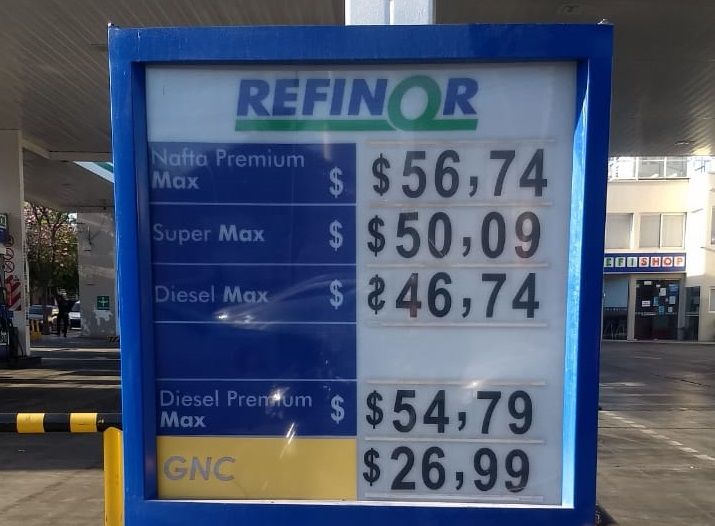 REFINOR
Nafta Premium
Max $ $56,74
Super Max $ $50,09
Diesel Max $ $46,74
Diesel Premium
Max $ $54,79
GNC $26,99
EFISHOP